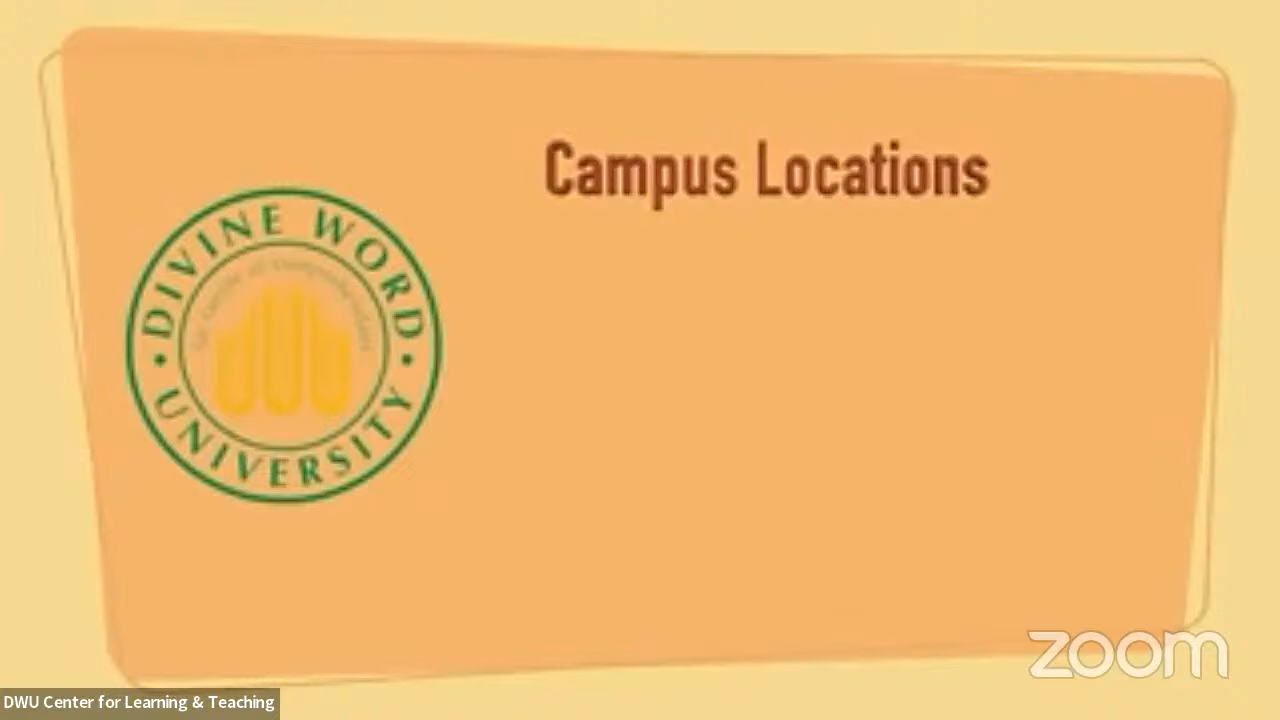 Campus Locations
DIVINE WORD
UNIVERSITY
zoom
DWU Center for Learning & Teaching